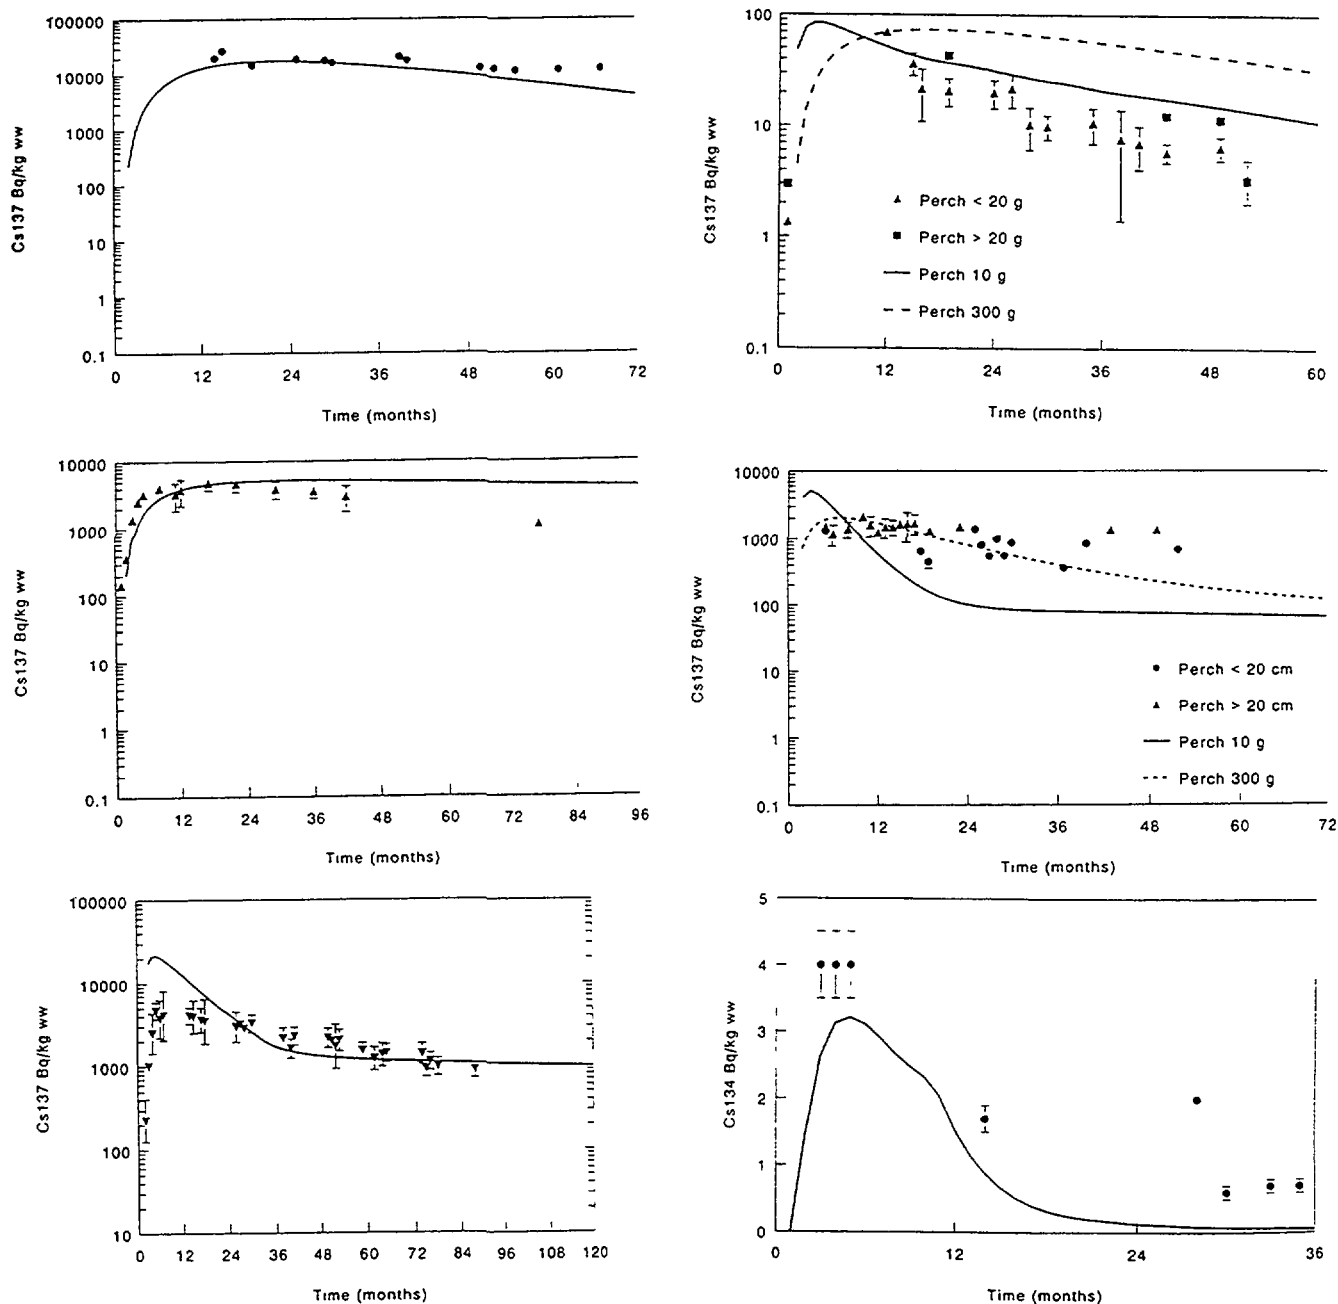 100000
10000
1000
100
10
1
0.1
Cs137 Bq/kg ww
0 12 24 36 48 60 72
Time (months)
100
10
1
0.1
Cs137 Bq/kg ww
Perch < 20 g
Perch > 20 g
Perch 10 g
Perch 300 g
0 12 24 36 48 60
Time (months)
10000
1000
100
10
1
0.1
Cs137 Bq/kg ww
0 12 24 36 48 60 72 84 96
Time (months)
10000
1000
100
10
1
0.1
Cs137 Bq/kg ww
Perch < 20 cm
Perch > 20 cm
Perch 10 g
Perch 300 g
0 12 24 36 48 60 72
Time (months)
100000
10000
1000
100
10
Cs137 Bq/kg ww
0 12 24 36 48 60 72 84 96 108 120
Time (months)
5
4
3
2
1
0
Cs134 Bq/kg ww
0 12 24 36
Time (months)